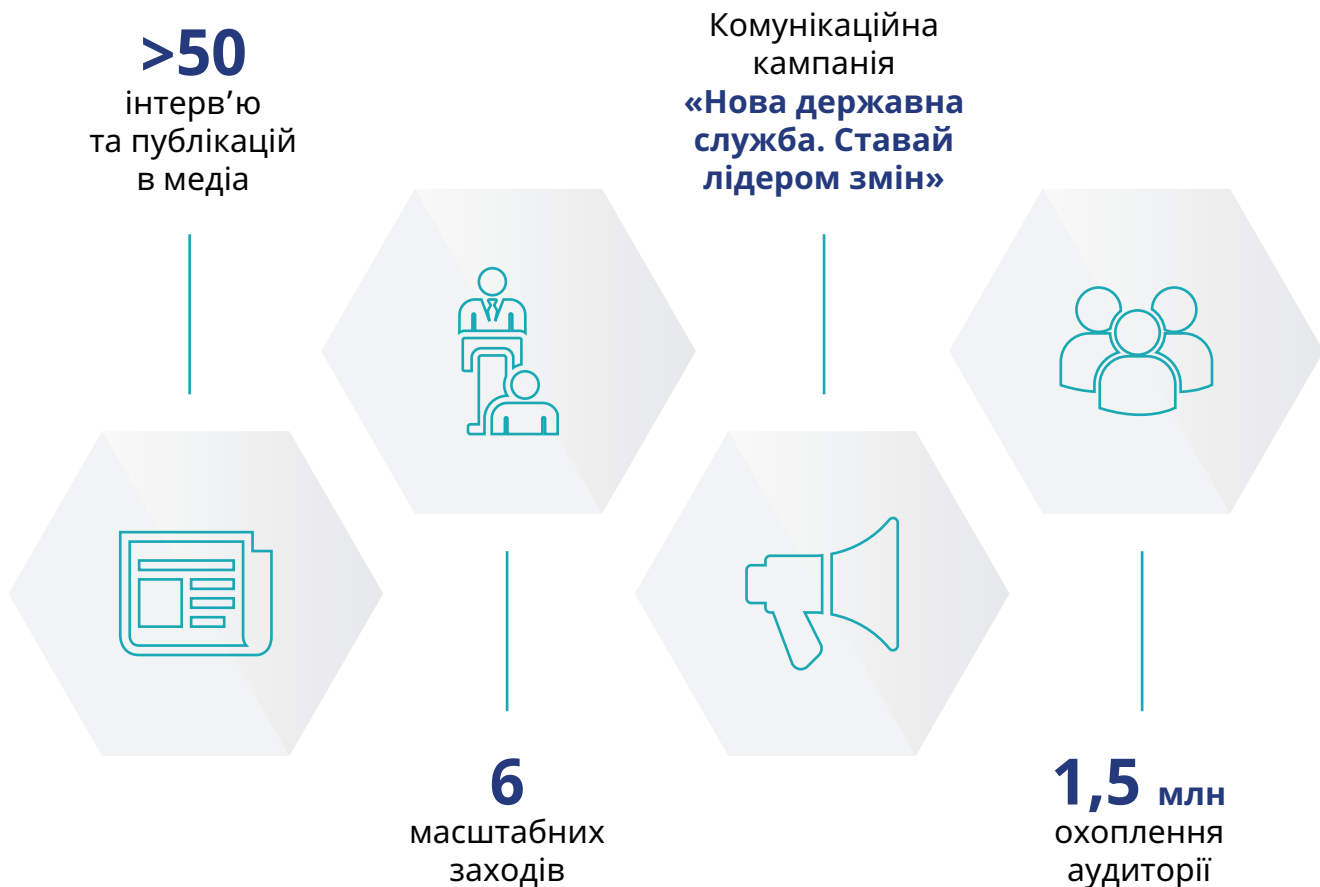 >50
інтерв’ю
та публікацій
в медіа
6
масштабних
заходів
Комунікаційна
кампанія
«Нова державна
служба. Ставай
лідером змін»
1,5 млн
охоплення
аудиторії